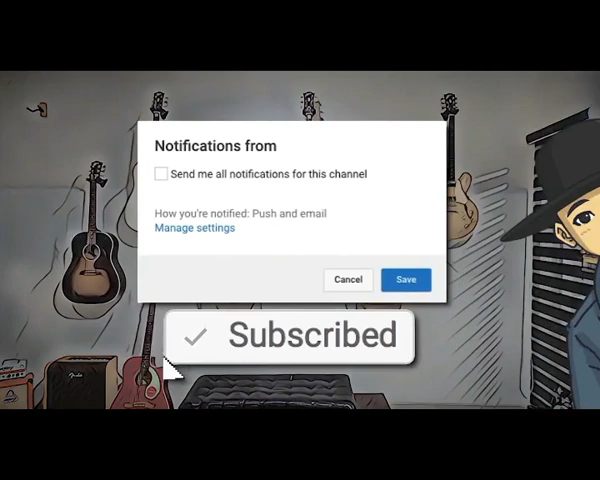 Notifications from
Send me all notifications for this channel
How you're notified: Push and email
Manage settings
Cancel
Save
Subscribed
Fender